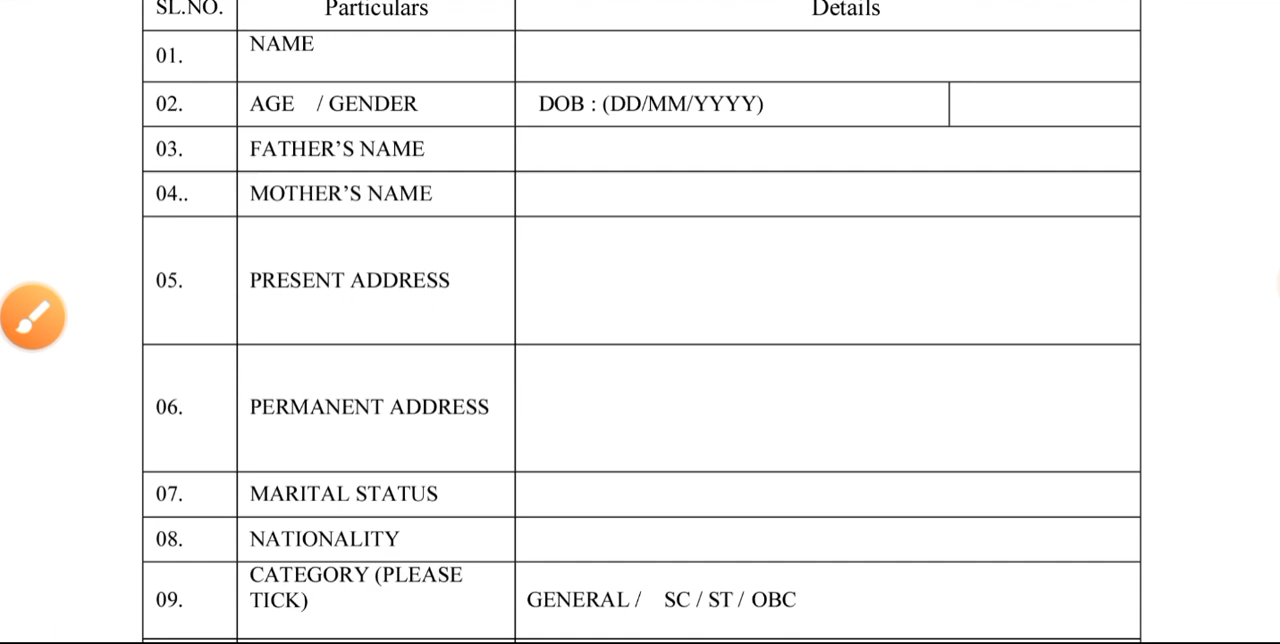 SL.NO. Particulars Details
01. NAME
02. AGE / GENDER DOB : (DD/MM/YYYY)
03. FATHER’S NAME
04.. MOTHER’S NAME
05. PRESENT ADDRESS
06. PERMANENT ADDRESS
07. MARITAL STATUS
08. NATIONALITY
09. CATEGORY (PLEASE
TICK) GENERAL / SC / ST / OBC